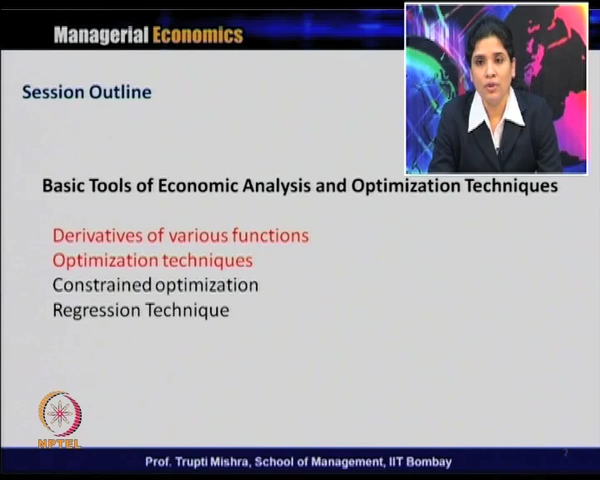 Managerial Economics
Session Outline
Basic Tools of Economic Analysis and Optimization Techniques
Derivatives of various functions
Optimization techniques
Constrained optimization
Regression Technique
NPTEL
Prof. Trupti Mishra, School of Management, IIT Bombay
2